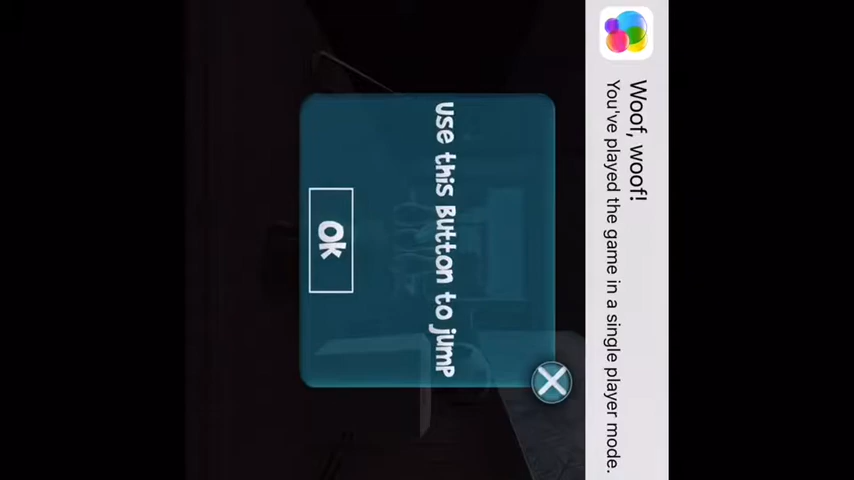 Woof, woof!
You've played the game in a single player mode.
use this Button to jump
Ok